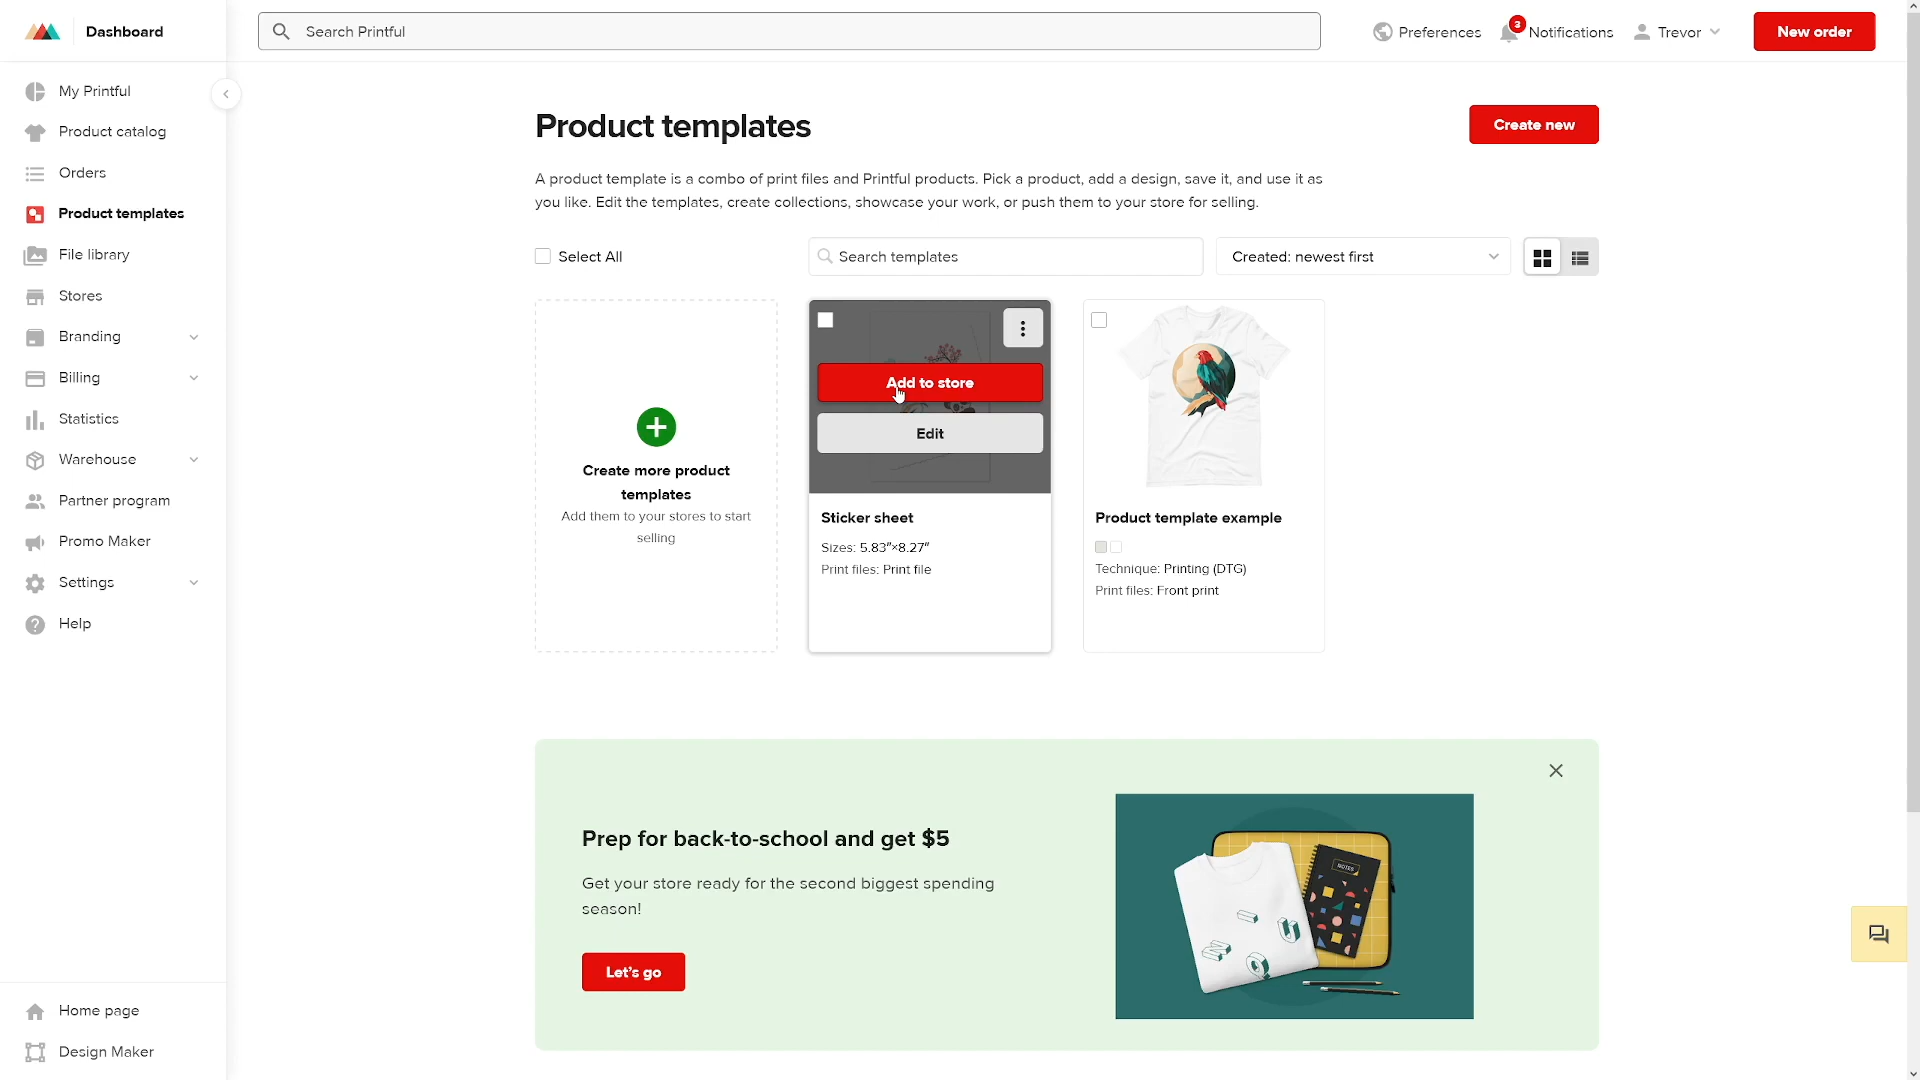 Dashboard
Search Printful
Preferences
3
Notifications
Trevor
New order
My Printful
Product catalog
Orders
Product templates
File library
Stores
Branding
Billing
Statistics
Warehouse
Partner program
Promo Maker
Settings
Help
Home page
Design Maker
Product templates
Create new
A product template is a combo of print files and Printful products. Pick a product, add a design, save it, and use it as
you like. Edit the templates, create collections, showcase your work, or push them to your store for selling.
Select All
Search templates
Created: newest first
Create more product
templates
Add them to your stores to start
selling
Add to store
Edit
Sticker sheet
Sizes: 5.83″×8.27″
Print files: Print file
Product template example
Technique: Printing (DTG)
Print files: Front print
Prep for back-to-school and get $5
Get your store ready for the second biggest spending
season!
Let's go
NOTES